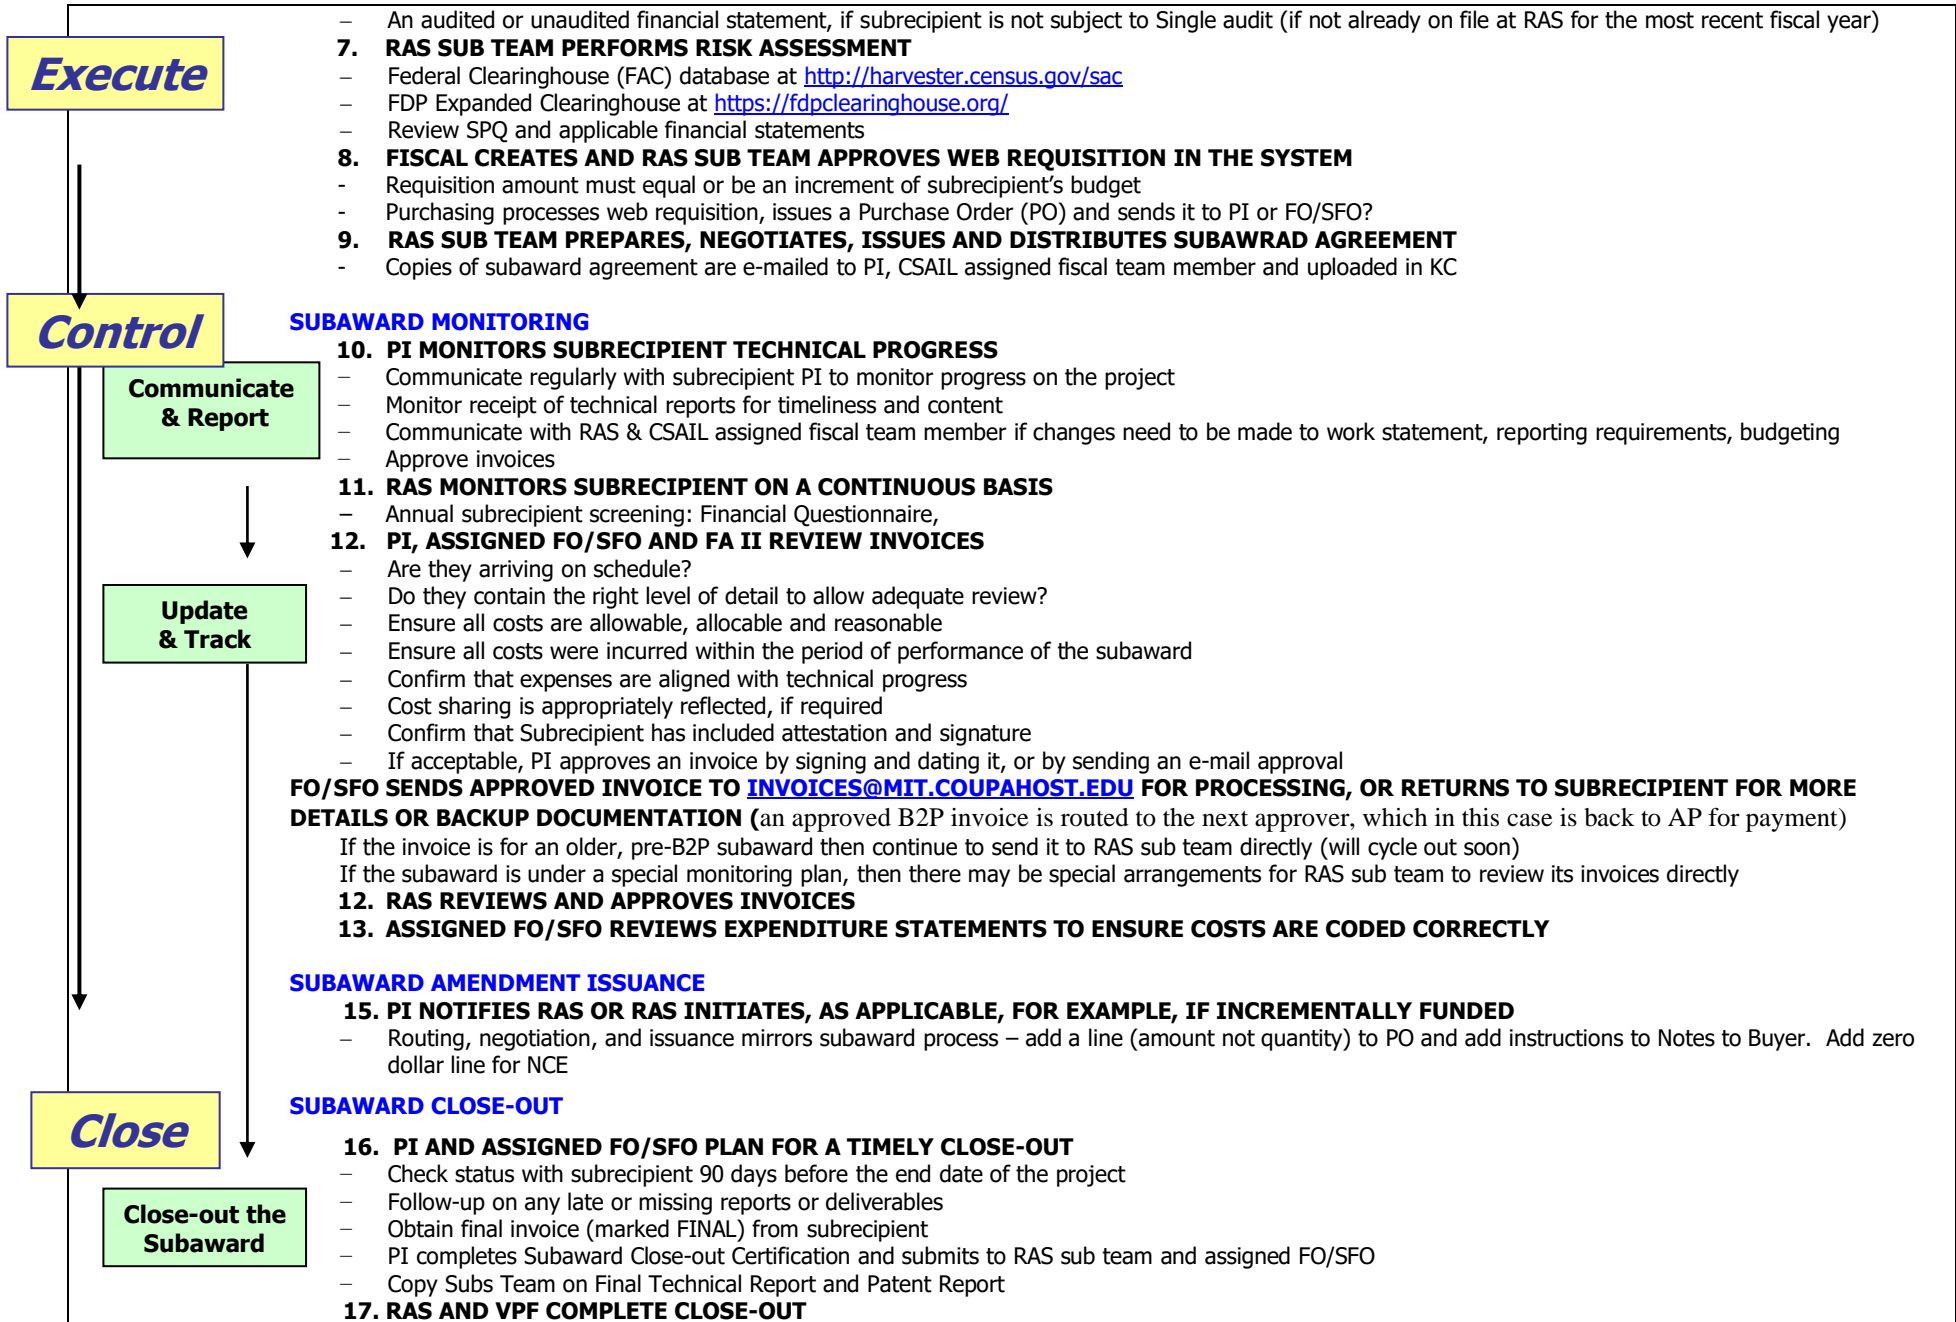 – An audited or unaudited financial statement, if subrecipient is not subject to Single audit (if not already on file at RAS for the most recent fiscal year)
Execute
7. RAS SUB TEAM PERFORMS RISK ASSESSMENT
– Federal Clearinghouse (FAC) database at http://harvester.census.gov/sac
– FDP Expanded Clearinghouse at https://fdpclearinghouse.org/
– Review SPQ and applicable financial statements
8. FISCAL CREATES AND RAS SUB TEAM APPROVES WEB REQUISITION IN THE SYSTEM
- Requisition amount must equal or be an increment of subrecipient’s budget
- Purchasing processes web requisition, issues a Purchase Order (PO) and sends it to PI or FO/SFO?
9. RAS SUB TEAM PREPARES, NEGOTIATES, ISSUES AND DISTRIBUTES SUBAWRAD AGREEMENT
- Copies of subaward agreement are e-mailed to PI, CSAIL assigned fiscal team member and uploaded in KC
Control
SUBAWARD MONITORING
10. PI MONITORS SUBRECIPIENT TECHNICAL PROGRESS
Communicate
& Report
– Communicate regularly with subrecipient PI to monitor progress on the project
– Monitor receipt of technical reports for timeliness and content
– Communicate with RAS & CSAIL assigned fiscal team member if changes need to be made to work statement, reporting requirements, budgeting
– Approve invoices
11. RAS MONITORS SUBRECIPIENT ON A CONTINUOUS BASIS
– Annual subrecipient screening: Financial Questionnaire,
12. PI, ASSIGNED FO/SFO AND FA II REVIEW INVOICES
– Are they arriving on schedule?
Update
& Track
– Do they contain the right level of detail to allow adequate review?
– Ensure all costs are allowable, allocable and reasonable
– Ensure all costs were incurred within the period of performance of the subaward
– Confirm that expenses are aligned with technical progress
– Cost sharing is appropriately reflected, if required
– Confirm that Subrecipient has included attestation and signature
– If acceptable, PI approves an invoice by signing and dating it, or by sending an e-mail approval
FO/SFO SENDS APPROVED INVOICE TO INVOICES@MIT.COUPAHOST.EDU FOR PROCESSING, OR RETURNS TO SUBRECIPIENT FOR MORE
DETAILS OR BACKUP DOCUMENTATION (an approved B2P invoice is routed to the next approver, which in this case is back to AP for payment)
If the invoice is for an older, pre-B2P subaward then continue to send it to RAS sub team directly (will cycle out soon)
If the subaward is under a special monitoring plan, then there may be special arrangements for RAS sub team to review its invoices directly
12. RAS REVIEWS AND APPROVES INVOICES
13. ASSIGNED FO/SFO REVIEWS EXPENDITURE STATEMENTS TO ENSURE COSTS ARE CODED CORRECTLY
SUBAWARD AMENDMENT ISSUANCE
15. PI NOTIFIES RAS OR RAS INITIATES, AS APPLICABLE, FOR EXAMPLE, IF INCREMENTALLY FUNDED
– Routing, negotiation, and issuance mirrors subaward process – add a line (amount not quantity) to PO and add instructions to Notes to Buyer. Add zero
dollar line for NCE
Close
SUBAWARD CLOSE-OUT
16. PI AND ASSIGNED FO/SFO PLAN FOR A TIMELY CLOSE-OUT
– Check status with subrecipient 90 days before the end date of the project
– Follow-up on any late or missing reports or deliverables
Close-out the
Subaward
– Obtain final invoice (marked FINAL) from subrecipient
– PI completes Subaward Close-out Certification and submits to RAS sub team and assigned FO/SFO
– Copy Subs Team on Final Technical Report and Patent Report
17. RAS AND VPF COMPLETE CLOSE-OUT